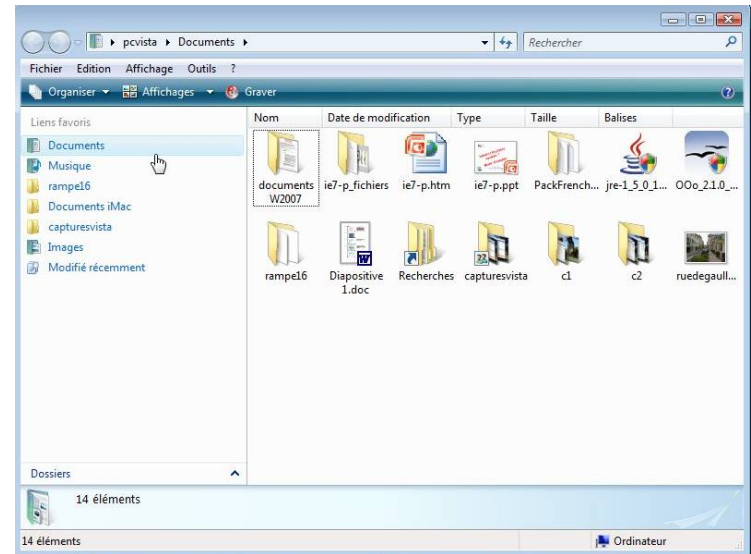 pcvista Documents
Rechercher
Fichier Edition Affichage Outils ?
Organiser Affichages Graver
Liens favoris
Documents
Musique
rampe16
Documents iMac
capturesvista
Images
Modifié récemment
Dossiers
Nom Date de modification Type Taille Balises
documents W2007
ie7-p_fichiers
ie7-p.htm
ie7-p.ppt
PackFrench...
jre-1_5_0_1...
OOo_2.1.0_...
rampe16
Diapositive 1.doc
Recherches
capturesvista
c1
c2
ruedegaull...
14 éléments
14 éléments
Ordinateur